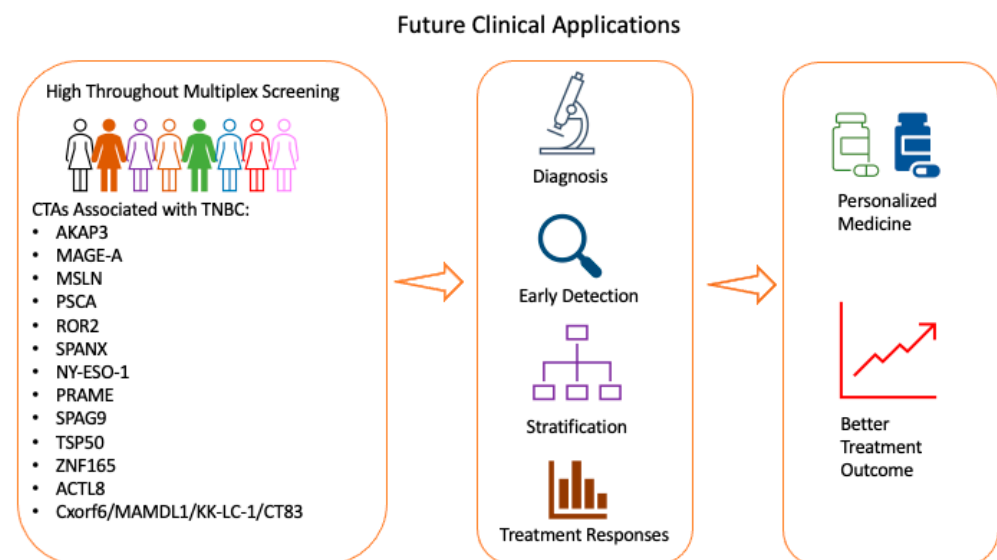 Future Clinical Applications
High Throughout Multiplex Screening
CTAs Associated with TNBC:
• AKAP3
• MAGE-A
• MSLN
• PSCA
• ROR2
• SPANX
• NY-ESO-1
• PRAME
• SPAG9
• TSP50
• ZNF165
• ACTL8
• Cxorf6/MAMDL1/KK-LC-1/CT83
Diagnosis
Early Detection
Stratification
Treatment Responses
Personalized
Medicine
Better
Treatment
Outcome